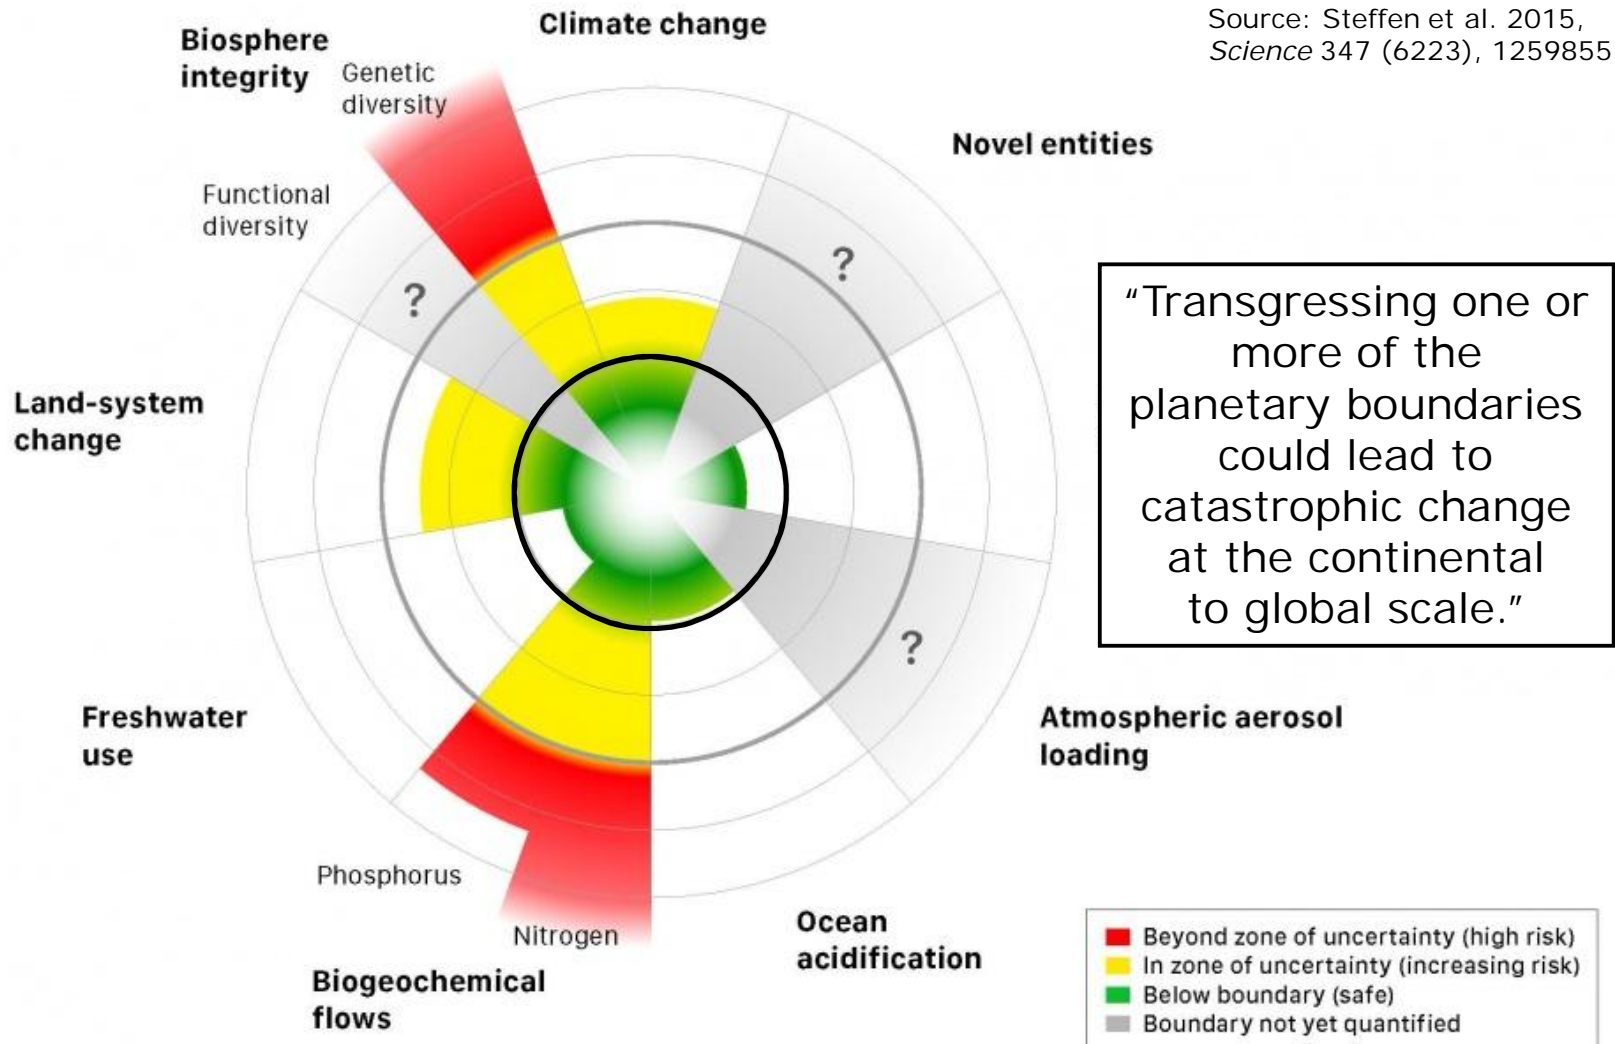 Source: Steffen et al. 2015,
Science 347 (6223), 1259855
Climate change
Biosphere
integrity
Genetic
diversity
Novel entities
Functional
diversity
?
?
"Transgressing one or
more of the
planetary boundaries
could lead to
catastrophic change
at the continental
to global scale."
Land-system
change
?
Freshwater
use
Atmospheric aerosol
loading
Phosphorus
Nitrogen
Ocean
acidification
Biogeochemical
flows
Beyond zone of uncertainty (high risk)
In zone of uncertainty (increasing risk)
Below boundary (safe)
Boundary not yet quantified